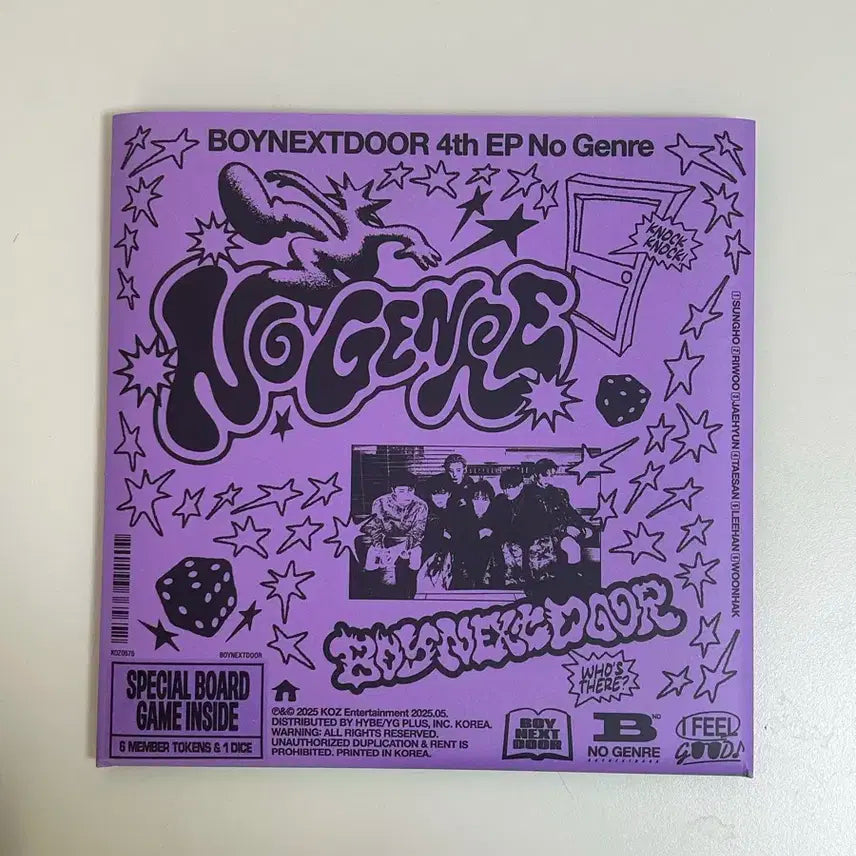 BOYNEXTDOOR 4th EP No Genre
KNOCK
KNOCK!
NO GENRE
1 SUNGHO 2 RIWOO 3 JAEHYUN 4 TAESAN 5 LEEHAN 6 WOONHAK
BOYNEXTDOOR
WHO'S
THERE?
BOYNEXTDOOR
SPECIAL BOARD
GAME INSIDE
6 MEMBER TOKENS & 1 DICE
℗&© 2025 KOZ Entertainment 2025.05.
DISTRIBUTED BY HYBE/YG PLUS, INC. KOREA.
WARNING: ALL RIGHTS RESERVED.
UNAUTHORIZED DUPLICATION & RENT IS
PROHIBITED. PRINTED IN KOREA.
BOY
NEXT
DOOR
B ND
NO GENRE
I FEEL
GOOD